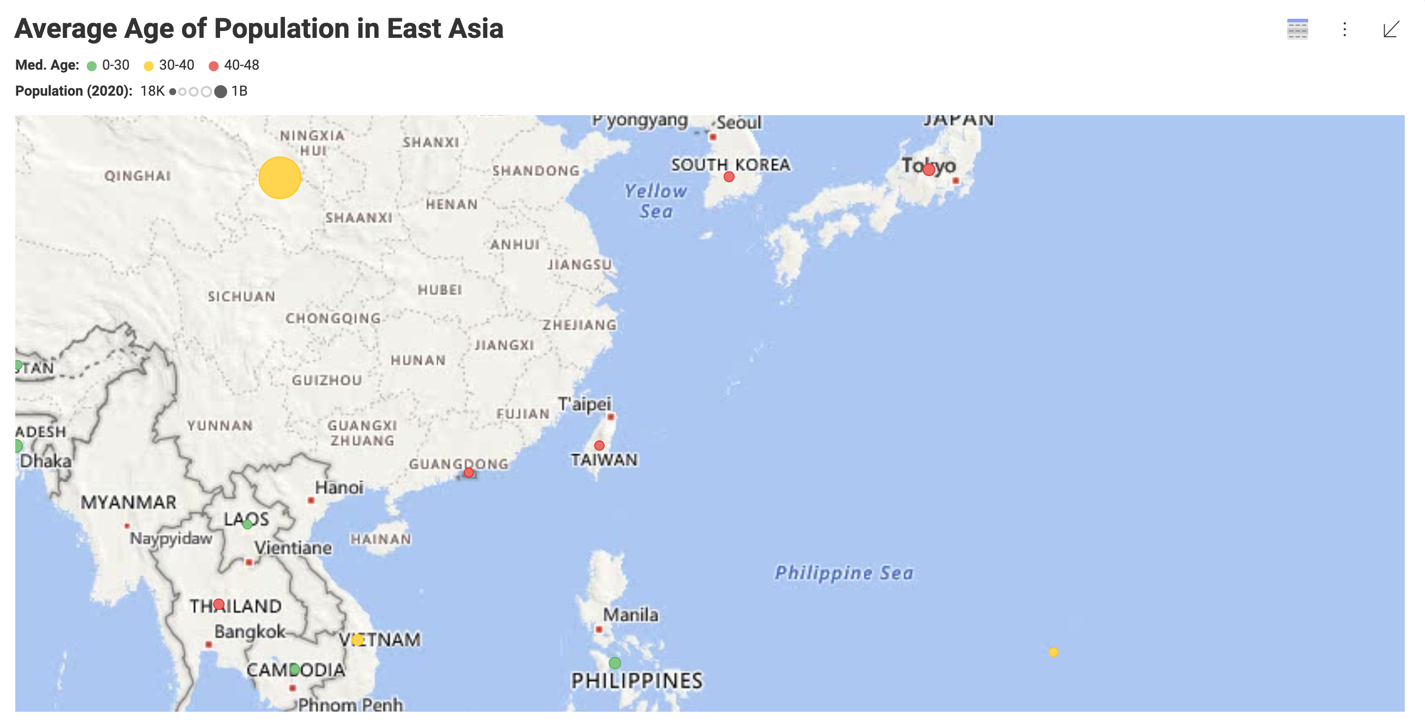 Average Age of Population in East Asia
Med. Age: 0-30 30-40 40-48
Population (2020): 18K 1B
P'yongyang
Seoul
JAPAN
NINGXIA
HUI
SHANXI
QINGHAI
SHANDONG
SOUTH KOREA
Tokyo
Yellow
Sea
HENAN
SHAANXI
ANHUI
JIANGSU
SICHUAN
HUBEI
CHONGQING
ZHEJIANG
JIANGXI
HUNAN
TAN
GUIZHOU
T'aipei
FUJIAN
YUNNAN
GUANGXI
ZHUANG
ADESH
Dhaka
GUANGDONG
TAIWAN
Hanoi
MYANMAR
LAOS
Naypyidaw
Vientiane
HAINAN
Philippine Sea
THAILAND
Manila
Bangkok
VIETNAM
CAMBODIA
PHILIPPINES
Phnom Penh